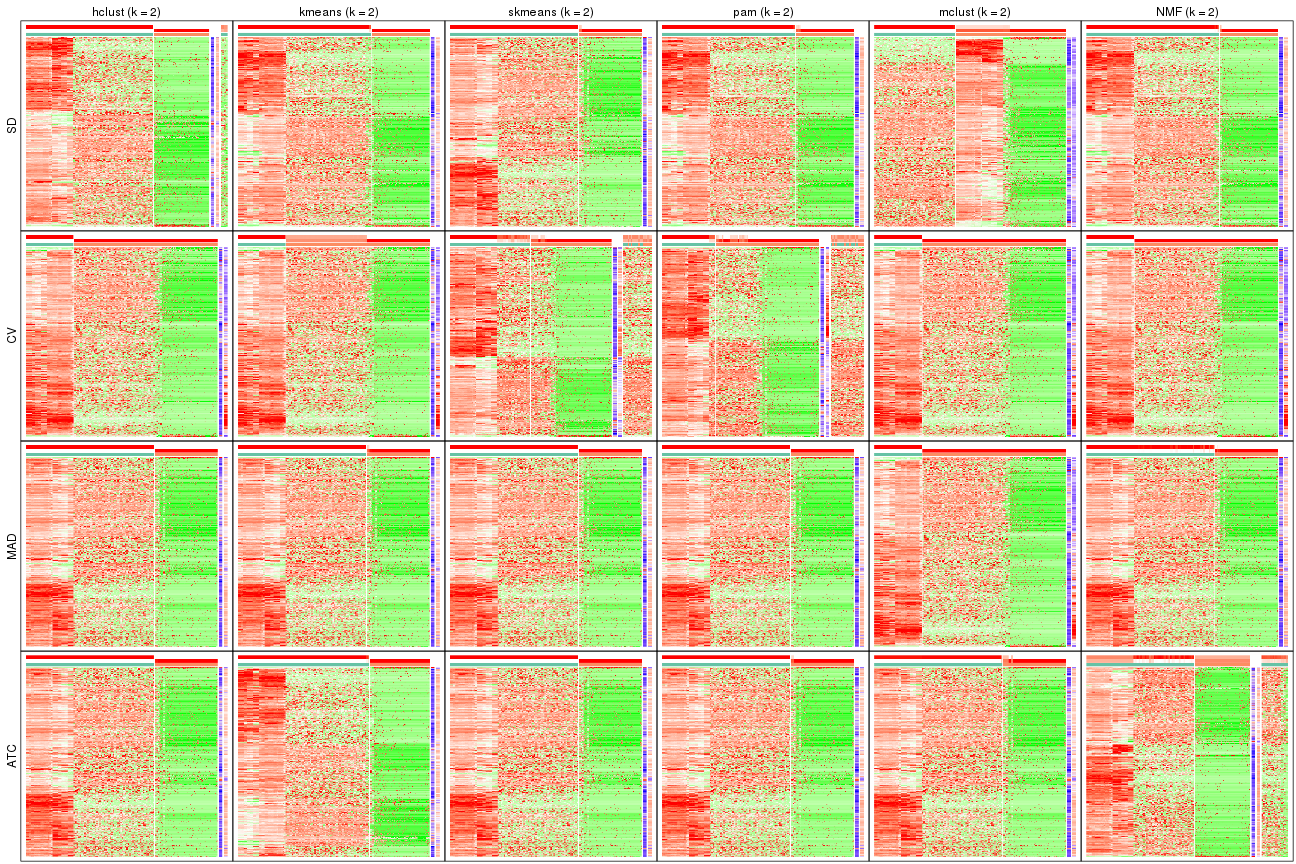 hclust (k = 2) kmeans (k = 2) skmeans (k = 2) pam (k = 2) mclust (k = 2) NMF (k = 2)
SD
CV
MAD
ATC